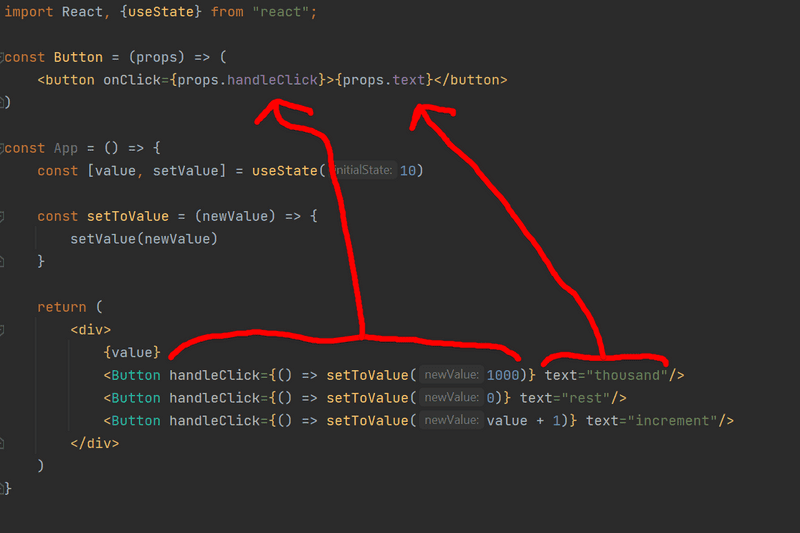 import React, {useState} from "react";
const Button = (props) => (
<button onClick={props.handleClick}>{props.text}</button>
)
const App = () => {
const [value, setValue] = useState( initialState: 10)
const setToValue = (newValue) => {
setValue(newValue)
}
return (
<div>
{value}
<Button handleClick={() => setToValue( newValue: 1000)} text="thousand"/>
<Button handleClick={() => setToValue( newValue: 0)} text="rest"/>
<Button handleClick={() => setToValue( newValue: value + 1)} text="increment"/>
</div>
)
}